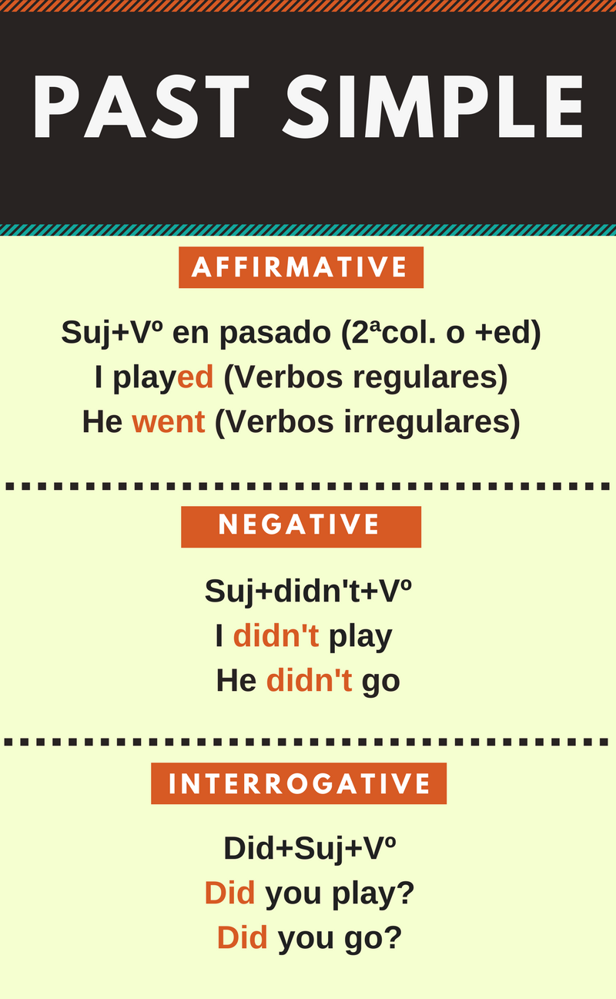 PAST SIMPLE
AFFIRMATIVE
Suj+Vº en pasado (2ªcol. o +ed)
I played (Verbos regulares)
He went (Verbos irregulares)
NEGATIVE
Suj+didn't+Vº
I didn't play
He didn't go
INTERROGATIVE
Did+Suj+Vº
Did you play?
Did you go?